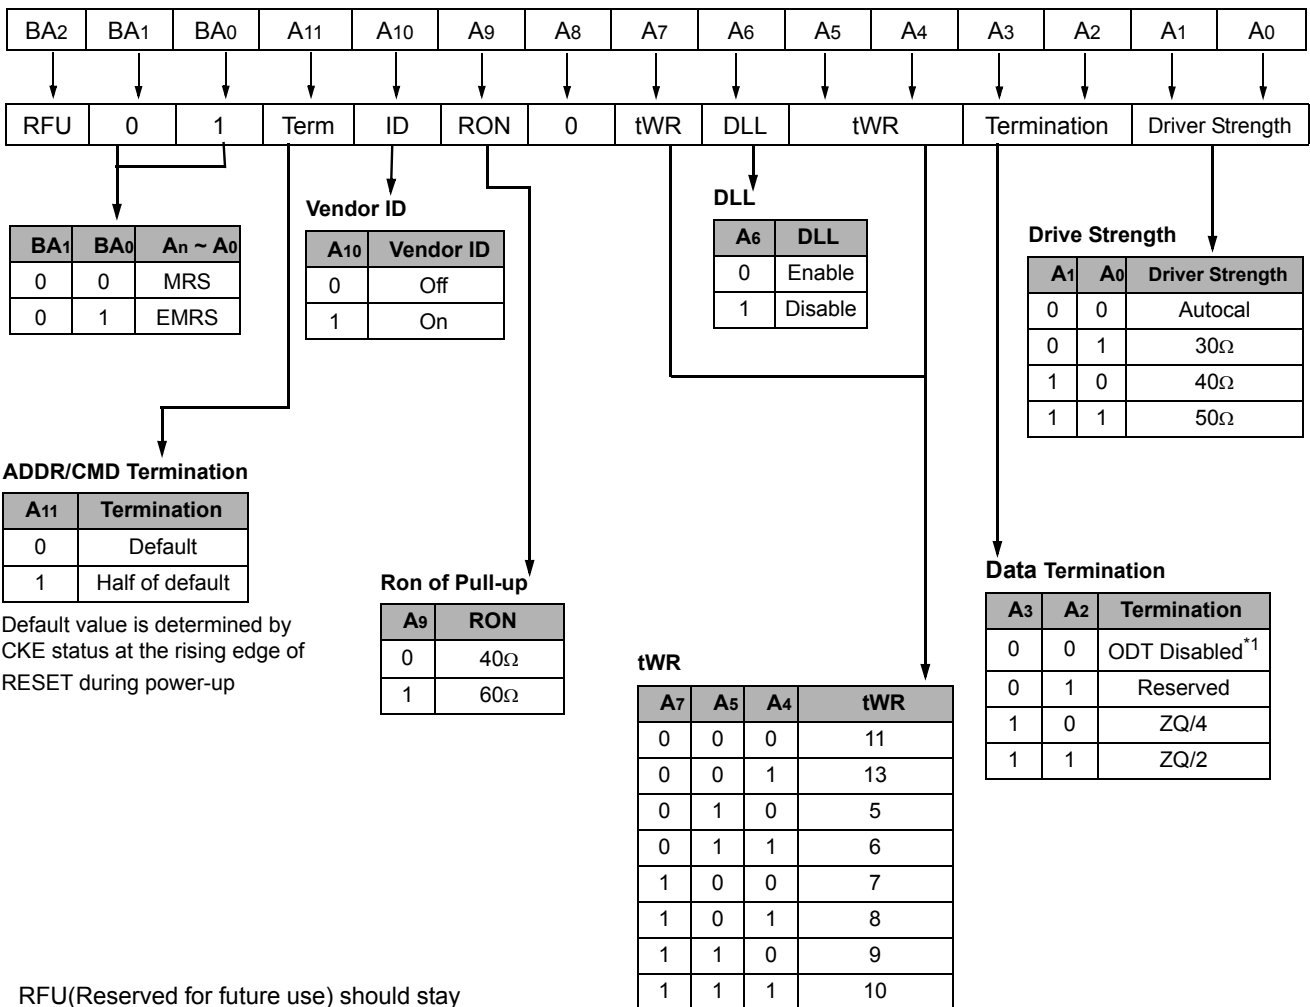 BA2 BA1 BA0 A11 A10 A9 A8 A7 A6 A5 A4 A3 A2 A1 A0
RFU 0 1 Term ID RON 0 tWR DLL tWR Termination Driver Strength
BA1 BA0 An ~ A0
0 0 MRS
0 1 EMRS
Vendor ID
A10 Vendor ID
0 Off
1 On
DLL
A6 DLL
0 Enable
1 Disable
Drive Strength
A1 A0 Driver Strength
0 0 Autocal
0 1 30Ω
1 0 40Ω
1 1 50Ω
ADDR/CMD Termination
A11 Termination
0 Default
1 Half of default
Default value is determined by
CKE status at the rising edge of
RESET during power-up
Ron of Pull-up
A9 RON
0 40Ω
1 60Ω
tWR
A7 A5 A4 tWR
0 0 0 11
0 0 1 13
0 1 0 5
0 1 1 6
1 0 0 7
1 0 1 8
1 1 0 9
1 1 1 10
Data Termination
A3 A2 Termination
0 0 ODT Disabled*1
0 1 Reserved
1 0 ZQ/4
1 1 ZQ/2
RFU(Reserved for future use) should stay